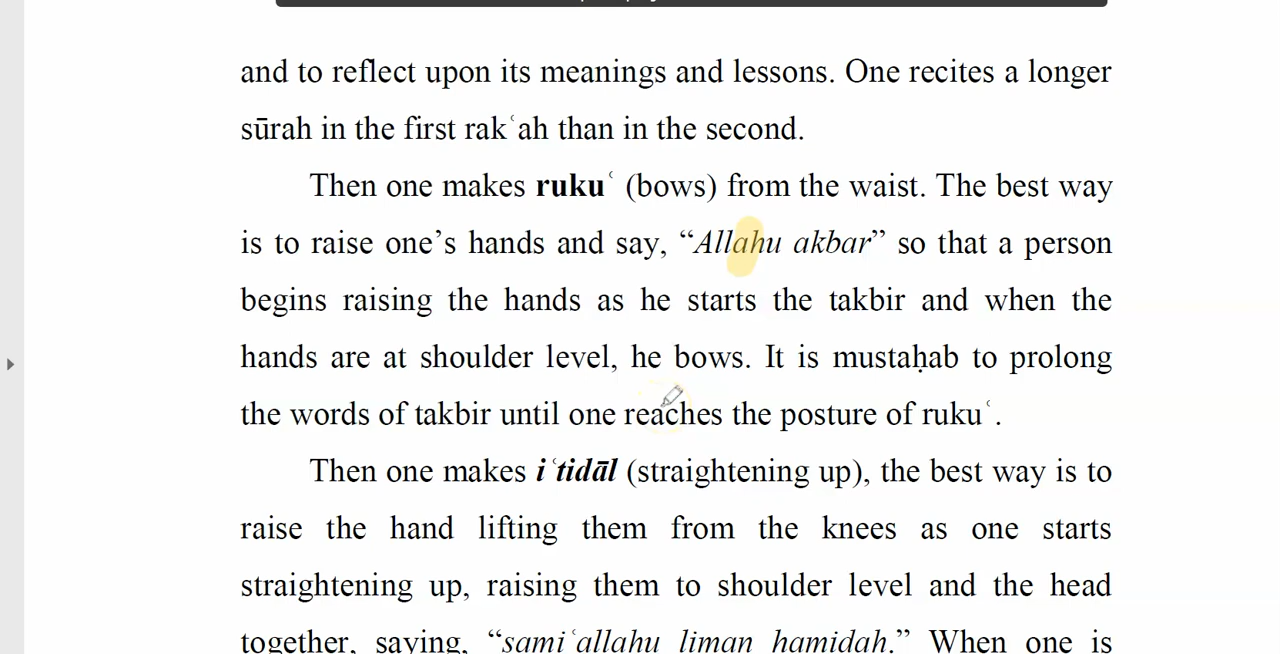 and to reflect upon its meanings and lessons. One recites a longer
sūrah in the first rakʿah than in the second.
Then one makes rukuʿ (bows) from the waist. The best way
is to raise one’s hands and say, “Allahu akbar” so that a person
begins raising the hands as he starts the takbir and when the
hands are at shoulder level, he bows. It is mustaḥab to prolong
the words of takbir until one reaches the posture of rukuʿ.
Then one makes iʿtidāl (straightening up), the best way is to
raise the hand lifting them from the knees as one starts
straightening up, raising them to shoulder level and the head
together, saying, “samiʿallahu liman hamidah.” When one is